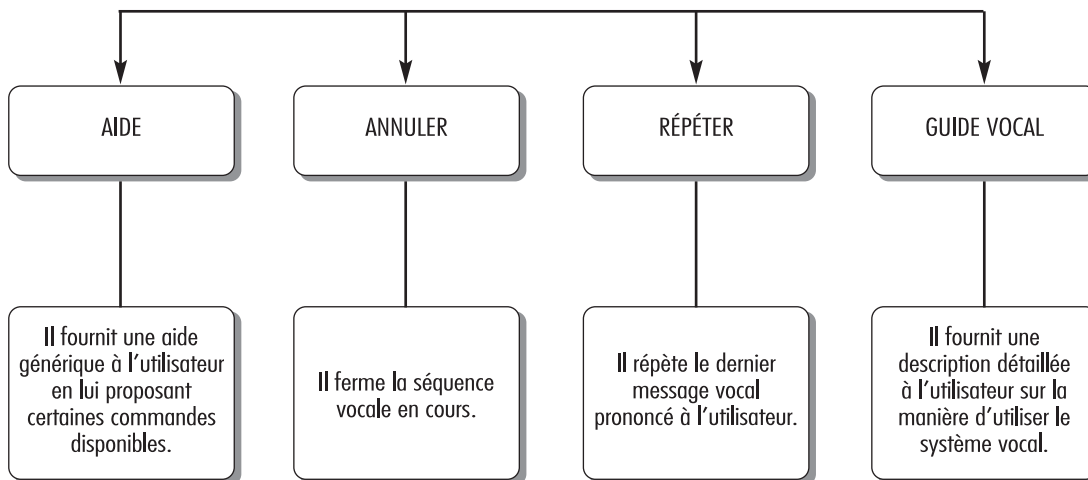 AIDE
ANNULER
RÉPÉTER
GUIDE VOCAL
Il fournit une aide
générique à l'utilisateur
en lui proposant
certaines commandes
disponibles.
Il ferme la séquence
vocale en cours.
Il répète le dernier
message vocal
prononcé à l'utilisateur.
Il fournit une
description détaillée
à l'utilisateur sur la
manière d'utiliser le
système vocal.